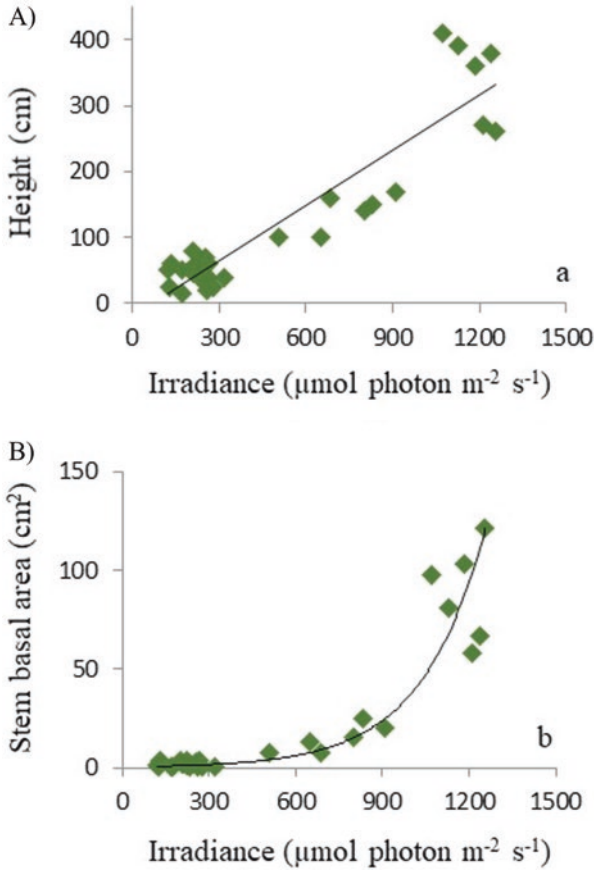 A)
400
300
200
100
0
Height (cm)
a
0 300 600 900 1200 1500
Irradiance (µmol photon m⁻² s⁻¹)
B)
150
100
50
0
Stem basal area (cm²)
b
0 300 600 900 1200 1500
Irradiance (µmol photon m⁻² s⁻¹)